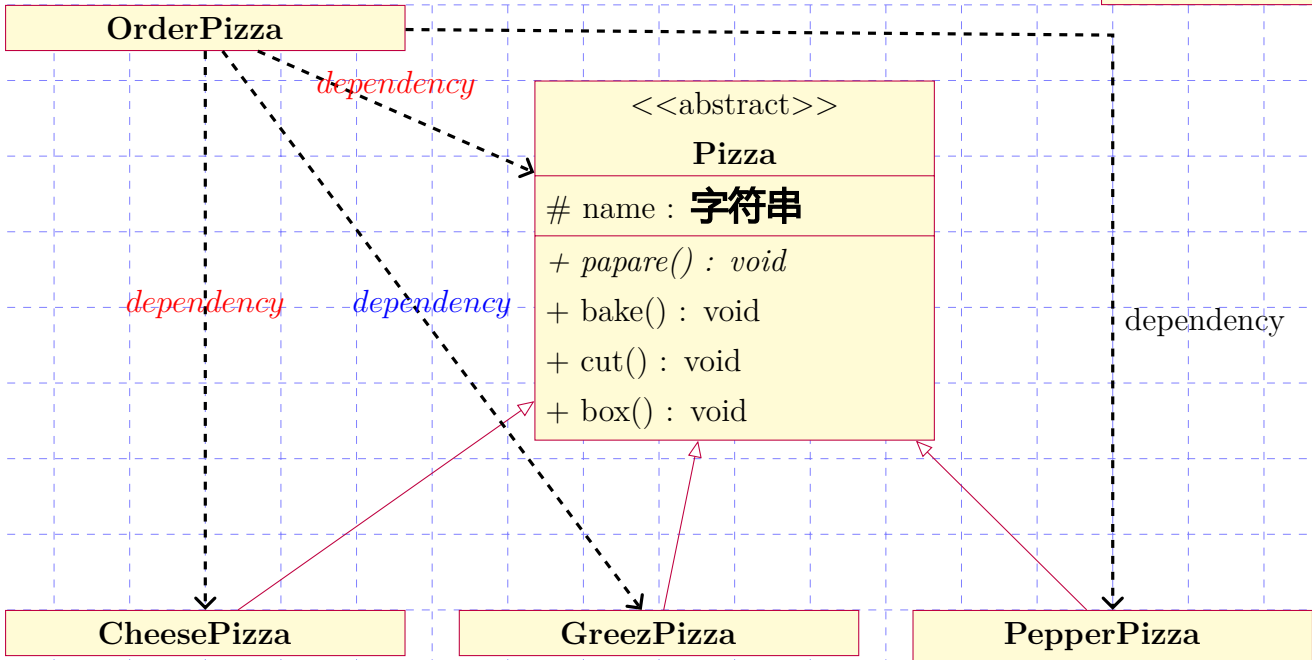 OrderPizza
dependency
<<abstract>>
Pizza
# name : 字符串
+ papare() : void
dependency
dependency
+ bake() : void
dependency
+ cut() : void
+ box() : void
CheesePizza
GreezPizza
PepperPizza